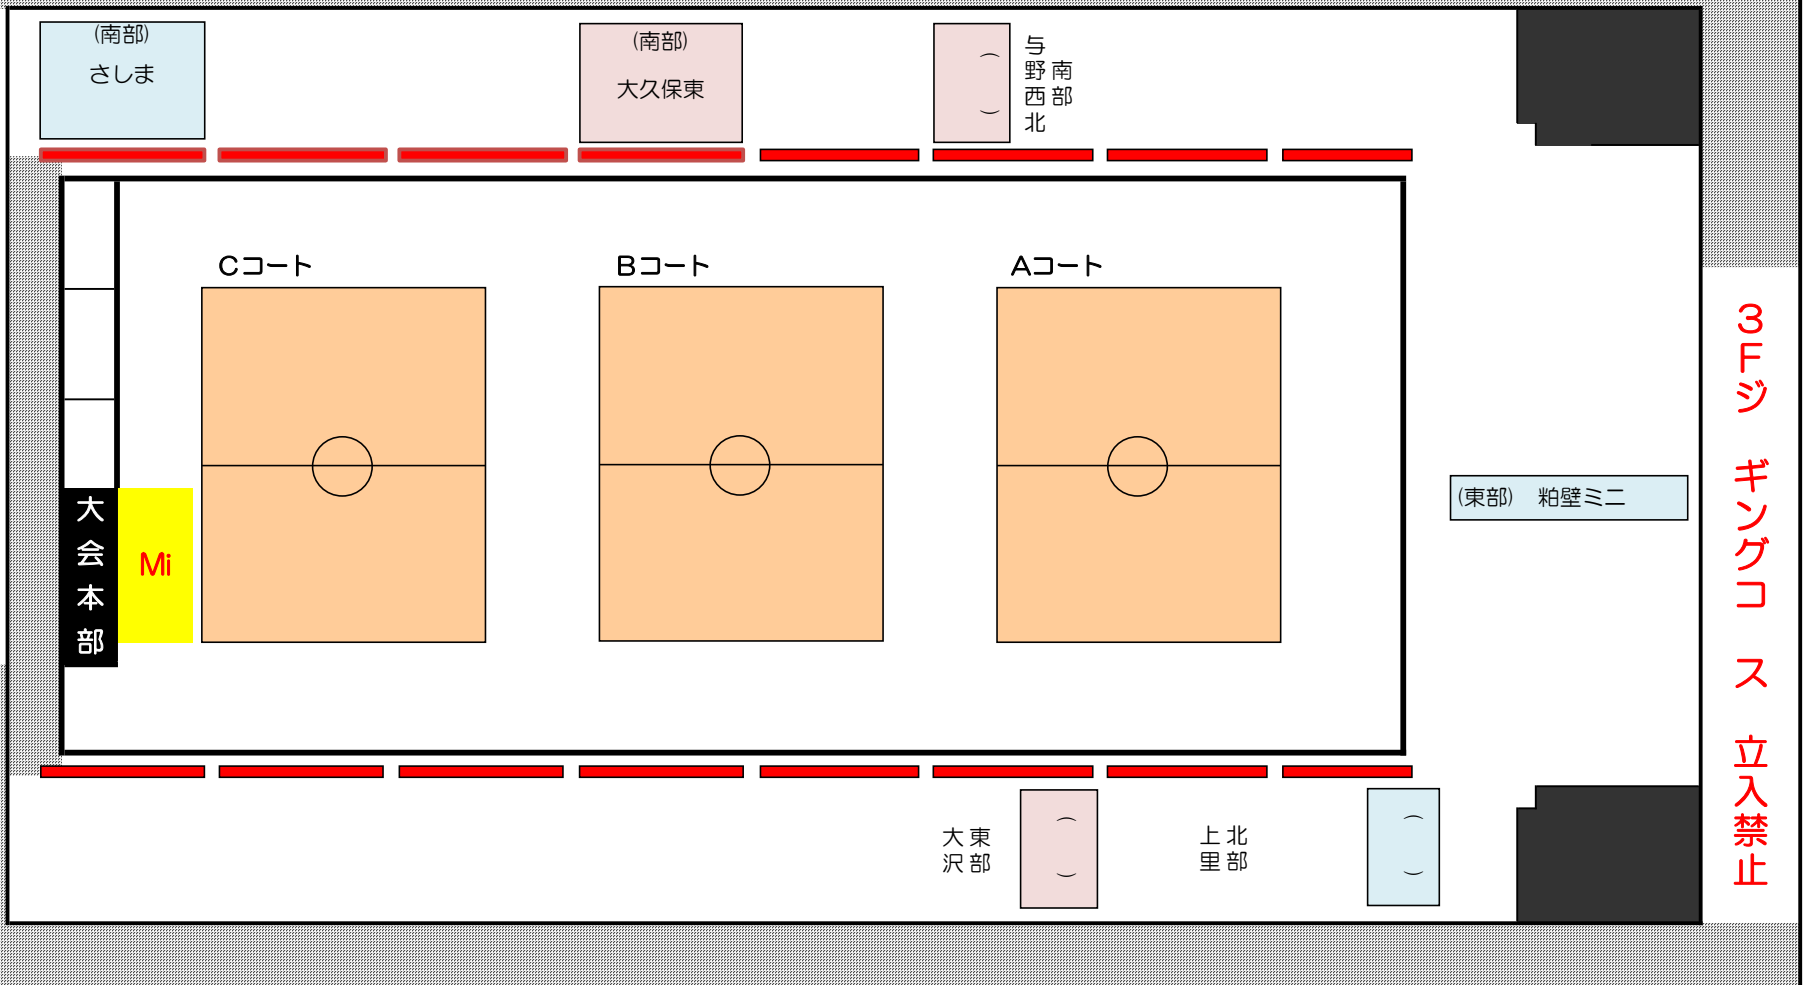 (南部)
さしま
(南部)
大久保東
(南部)
与野西北
Cコート
Bコート
Aコート
大会本部
Mi
(東部) 粕壁ミニ
3Fジ ギングコ ス 立入禁止
(東部)
大沢
(北部)
上里